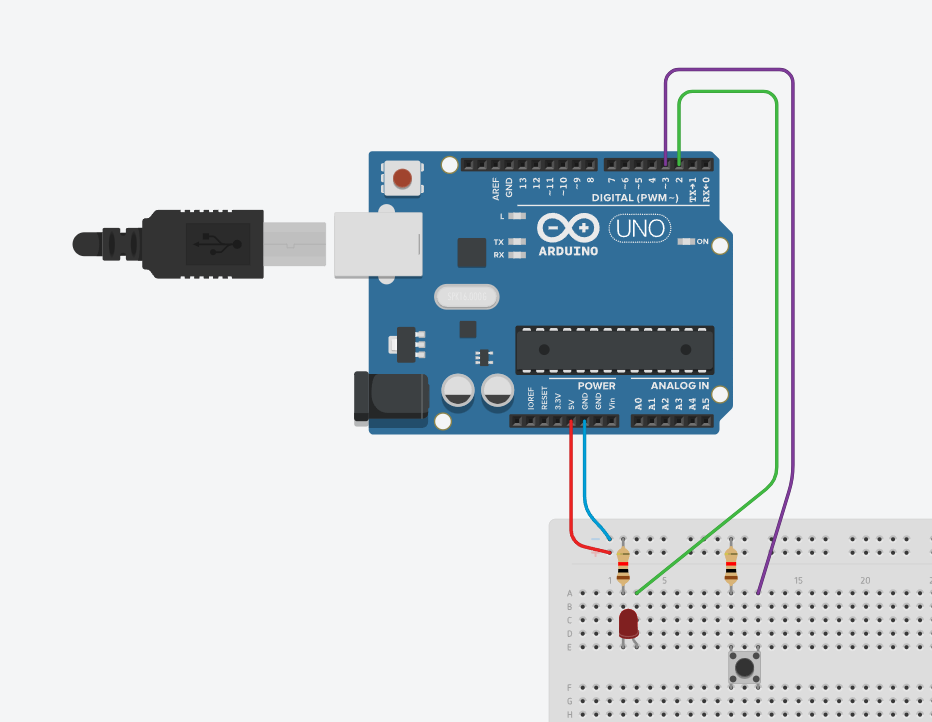 AREF
GND
13
12
~11
~10
~9
8
7
~6
~5
4
~3
2
TX→1
RX←0
DIGITAL (PWM~)
L
TX
RX
UNO
ON
ARDUINO
POWER
ANALOG IN
IOREF
RESET
3.3V
5V
GND
GND
Vin
A0
A1
A2
A3
A4
A5
1
5
15
20
A
B
C
D
E
F
G
H